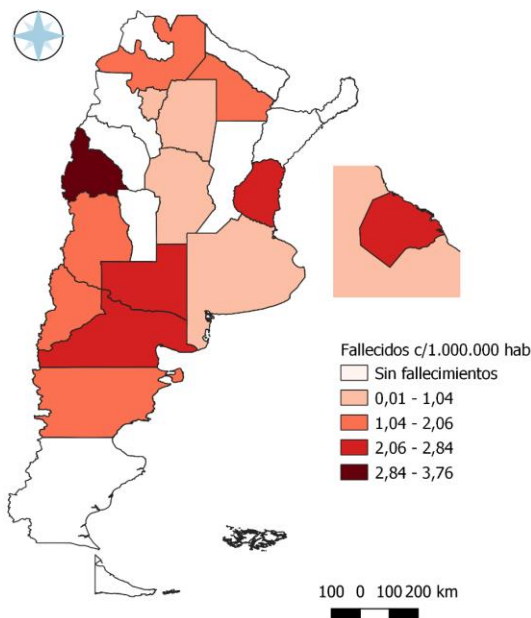 Fallecidos c/1.000.000 hab
Sin fallecimientos
0,01 - 1,04
1,04 - 2,06
2,06 - 2,84
2,84 - 3,76
100 0 100 200 km